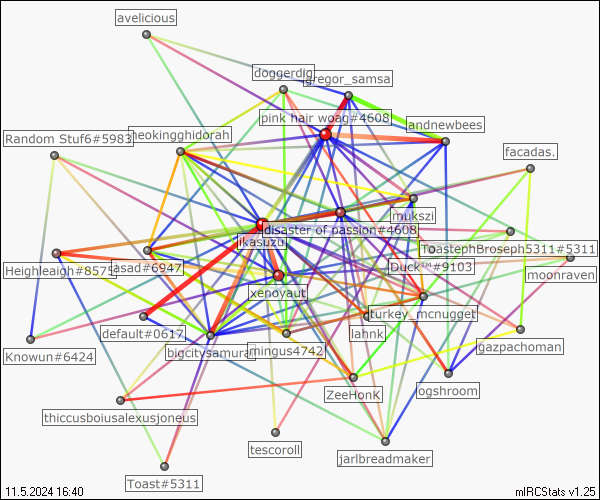 avelicious
doggerdig
gregor_samsa
pink hair woag#4608
landnewbees
Random Stuf6#5983
heokingghidorah
facadas.
mukszi
disaster of passion#4608
ikasuzu
ToastephBroseph5311#5311
Heighleaigh#8575
asad#6947
Duck™#9103
moonraven
xenoyaut
turkey_mcnugget
default#0617
lahnk
gazpachoman
Knowun#6424
bigcitysamurai
mingus4742
ZeeHonk
ogshroom
thiccusboiusalexusjoneus
tescoroll
jarlbreadmaker
Toast#5311
11.5.2024 16:40
mIRCStats v1.25